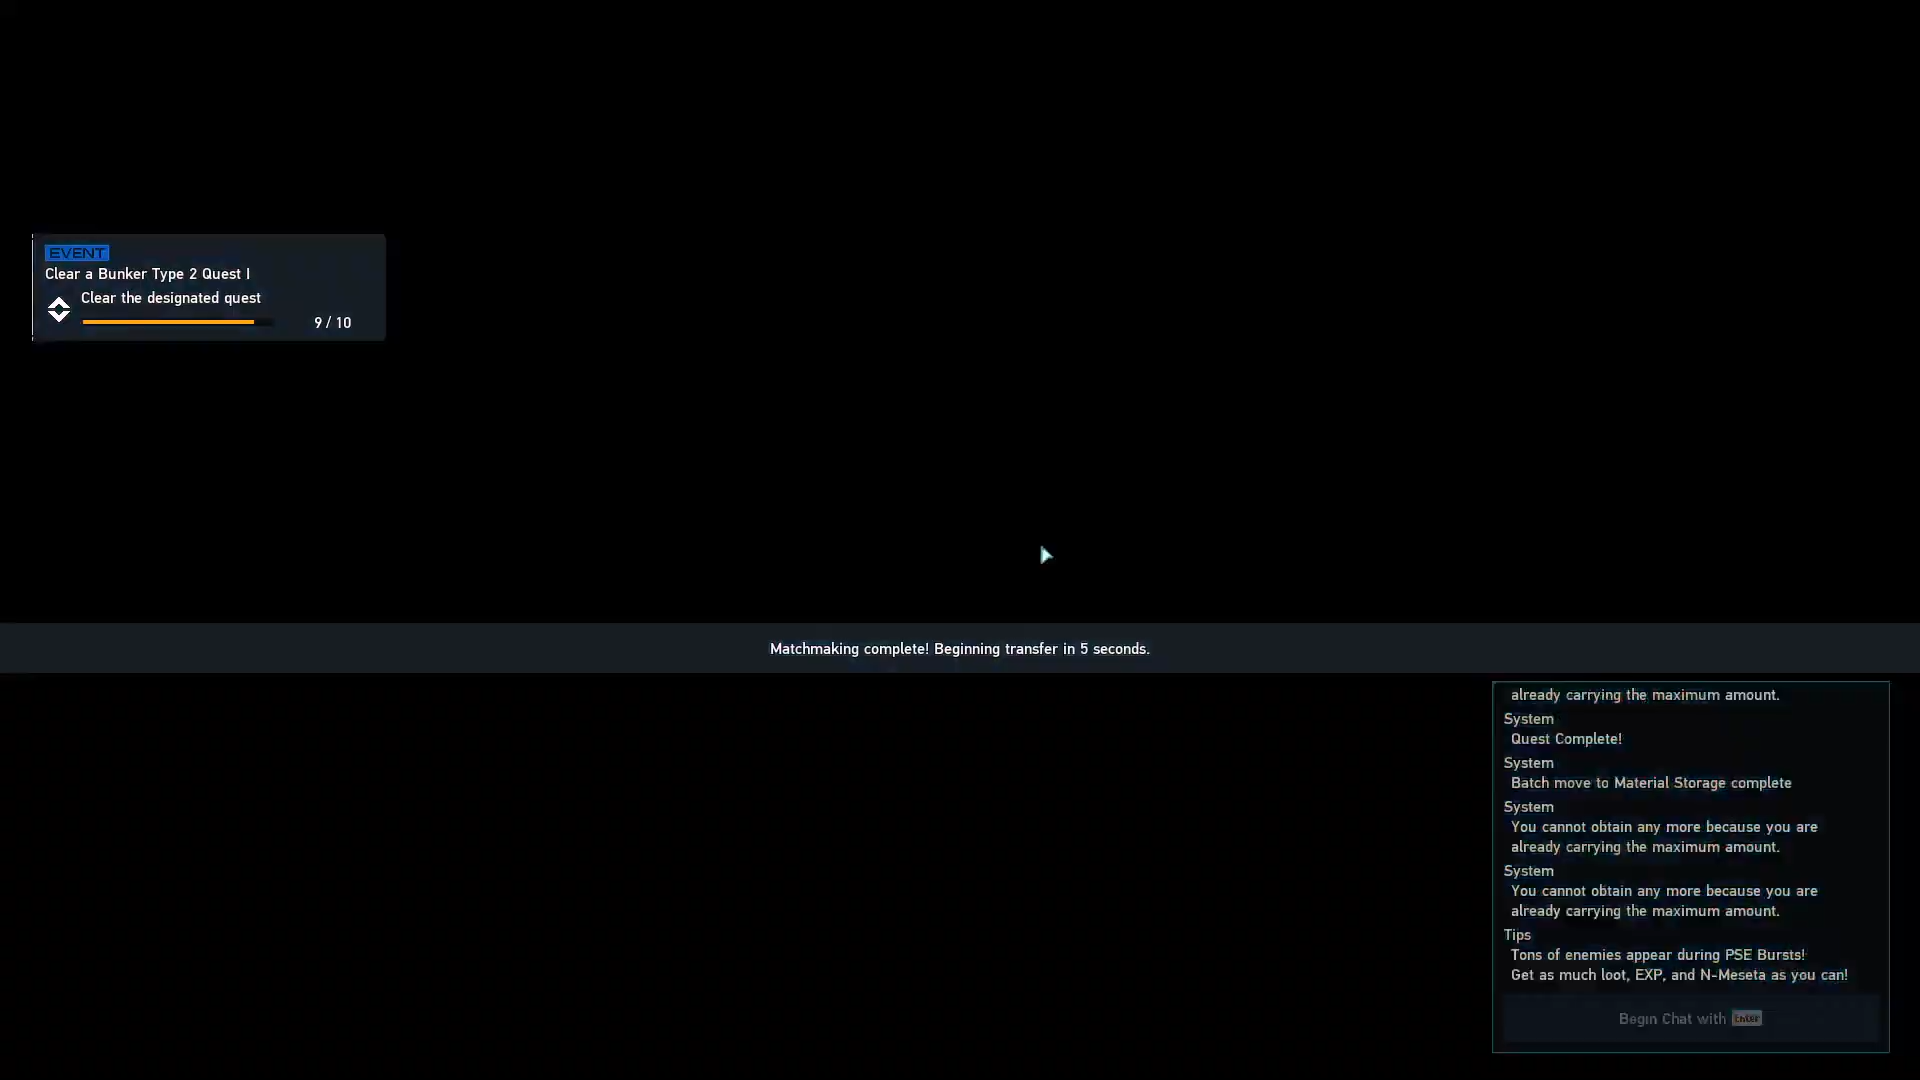 EVENT
Clear a Bunker Type 2 Quest I
Clear the designated quest
9 / 10
Matchmaking complete! Beginning transfer in 5 seconds.
already carrying the maximum amount.
System
Quest Complete!
System
Batch move to Material Storage complete
System
You cannot obtain any more because you are
already carrying the maximum amount.
System
You cannot obtain any more because you are
already carrying the maximum amount.
Tips
Tons of enemies appear during PSE Bursts!
Get as much loot, EXP, and N-Meseta as you can!
Begin Chat with Enter